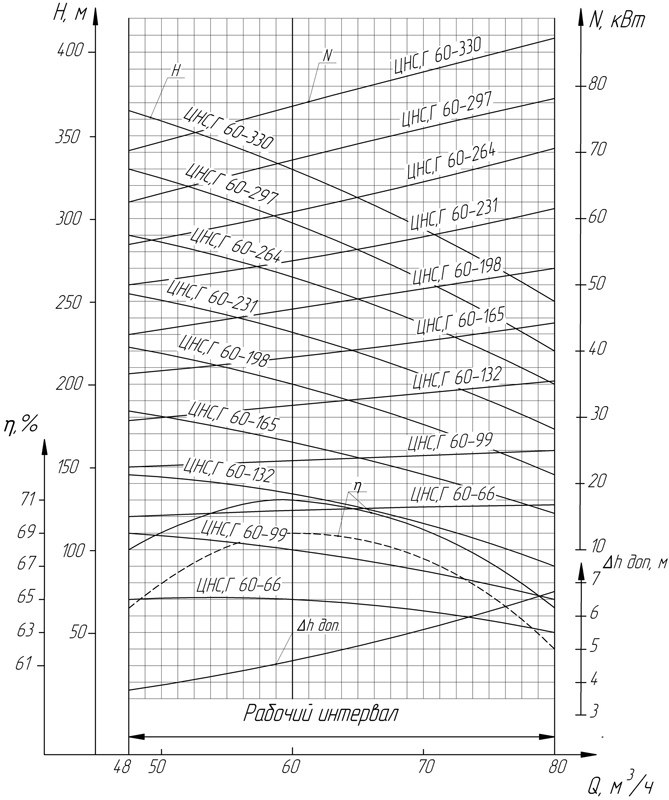 H, м
N, кВт
400
350
300
250
200
150
100
50
η, %
71
69
67
65
63
61
80
70
60
50
40
30
20
10
Δh доп, м
7
6
5
4
3
H
N
ЦНС,Г 60-330
ЦНС,Г 60-297
ЦНС,Г 60-264
ЦНС,Г 60-231
ЦНС,Г 60-198
ЦНС,Г 60-165
ЦНС,Г 60-132
ЦНС,Г 60-99
ЦНС,Г 60-66
ЦНС,Г 60-330
ЦНС,Г 60-297
ЦНС,Г 60-264
ЦНС,Г 60-231
ЦНС,Г 60-198
ЦНС,Г 60-165
ЦНС,Г 60-132
ЦНС,Г 60-99
ЦНС,Г 60-66
η
Δh доп.
Рабочий интервал
48 50 60 70 80
Q, м³/ч